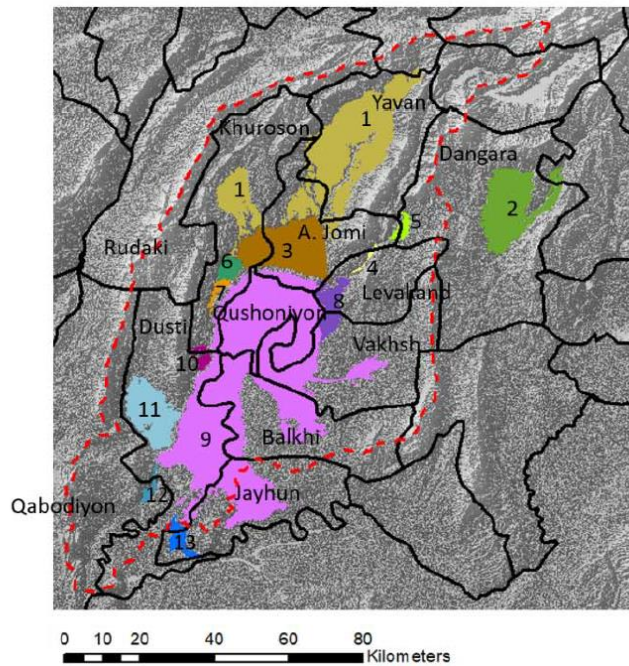 Yavan
1
Khuroson
Dangara
1
2
5
A. Jomi
Rudaki
3
6
4
7
Levakand
Qushoniyon
8
Dusti
Vakhsh
10
11
9
Balkhi
Jayhun
12
Qabodiyon
13
0 10 20 40 60 80
Kilometers